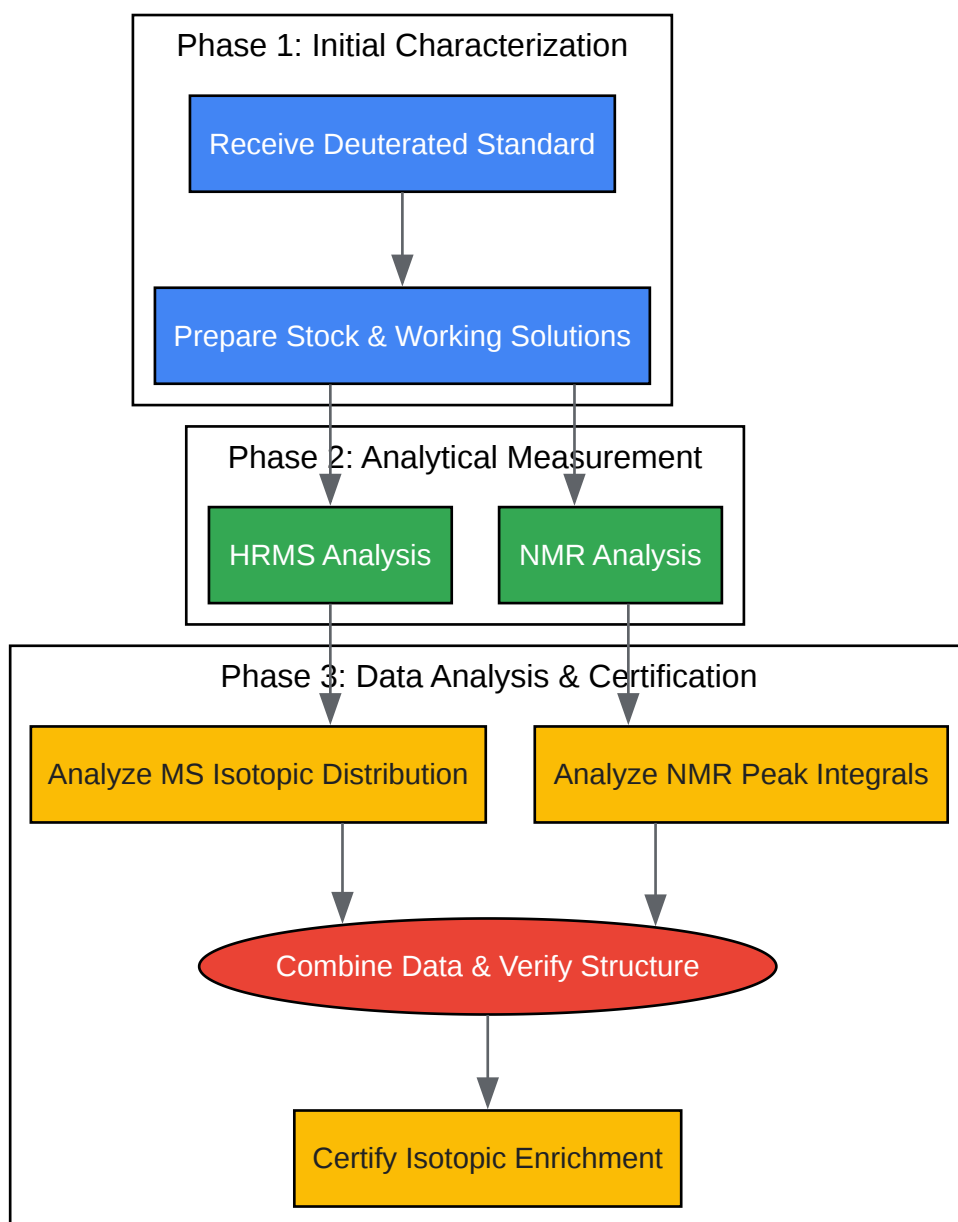 Phase 1: Initial Characterization
Receive Deuterated Standard
Prepare Stock & Working Solutions
Phase 2: Analytical Measurement
HRMS Analysis
NMR Analysis
Phase 3: Data Analysis & Certification
Analyze MS Isotopic Distribution
Analyze NMR Peak Integrals
Combine Data & Verify Structure
Certify Isotopic Enrichment